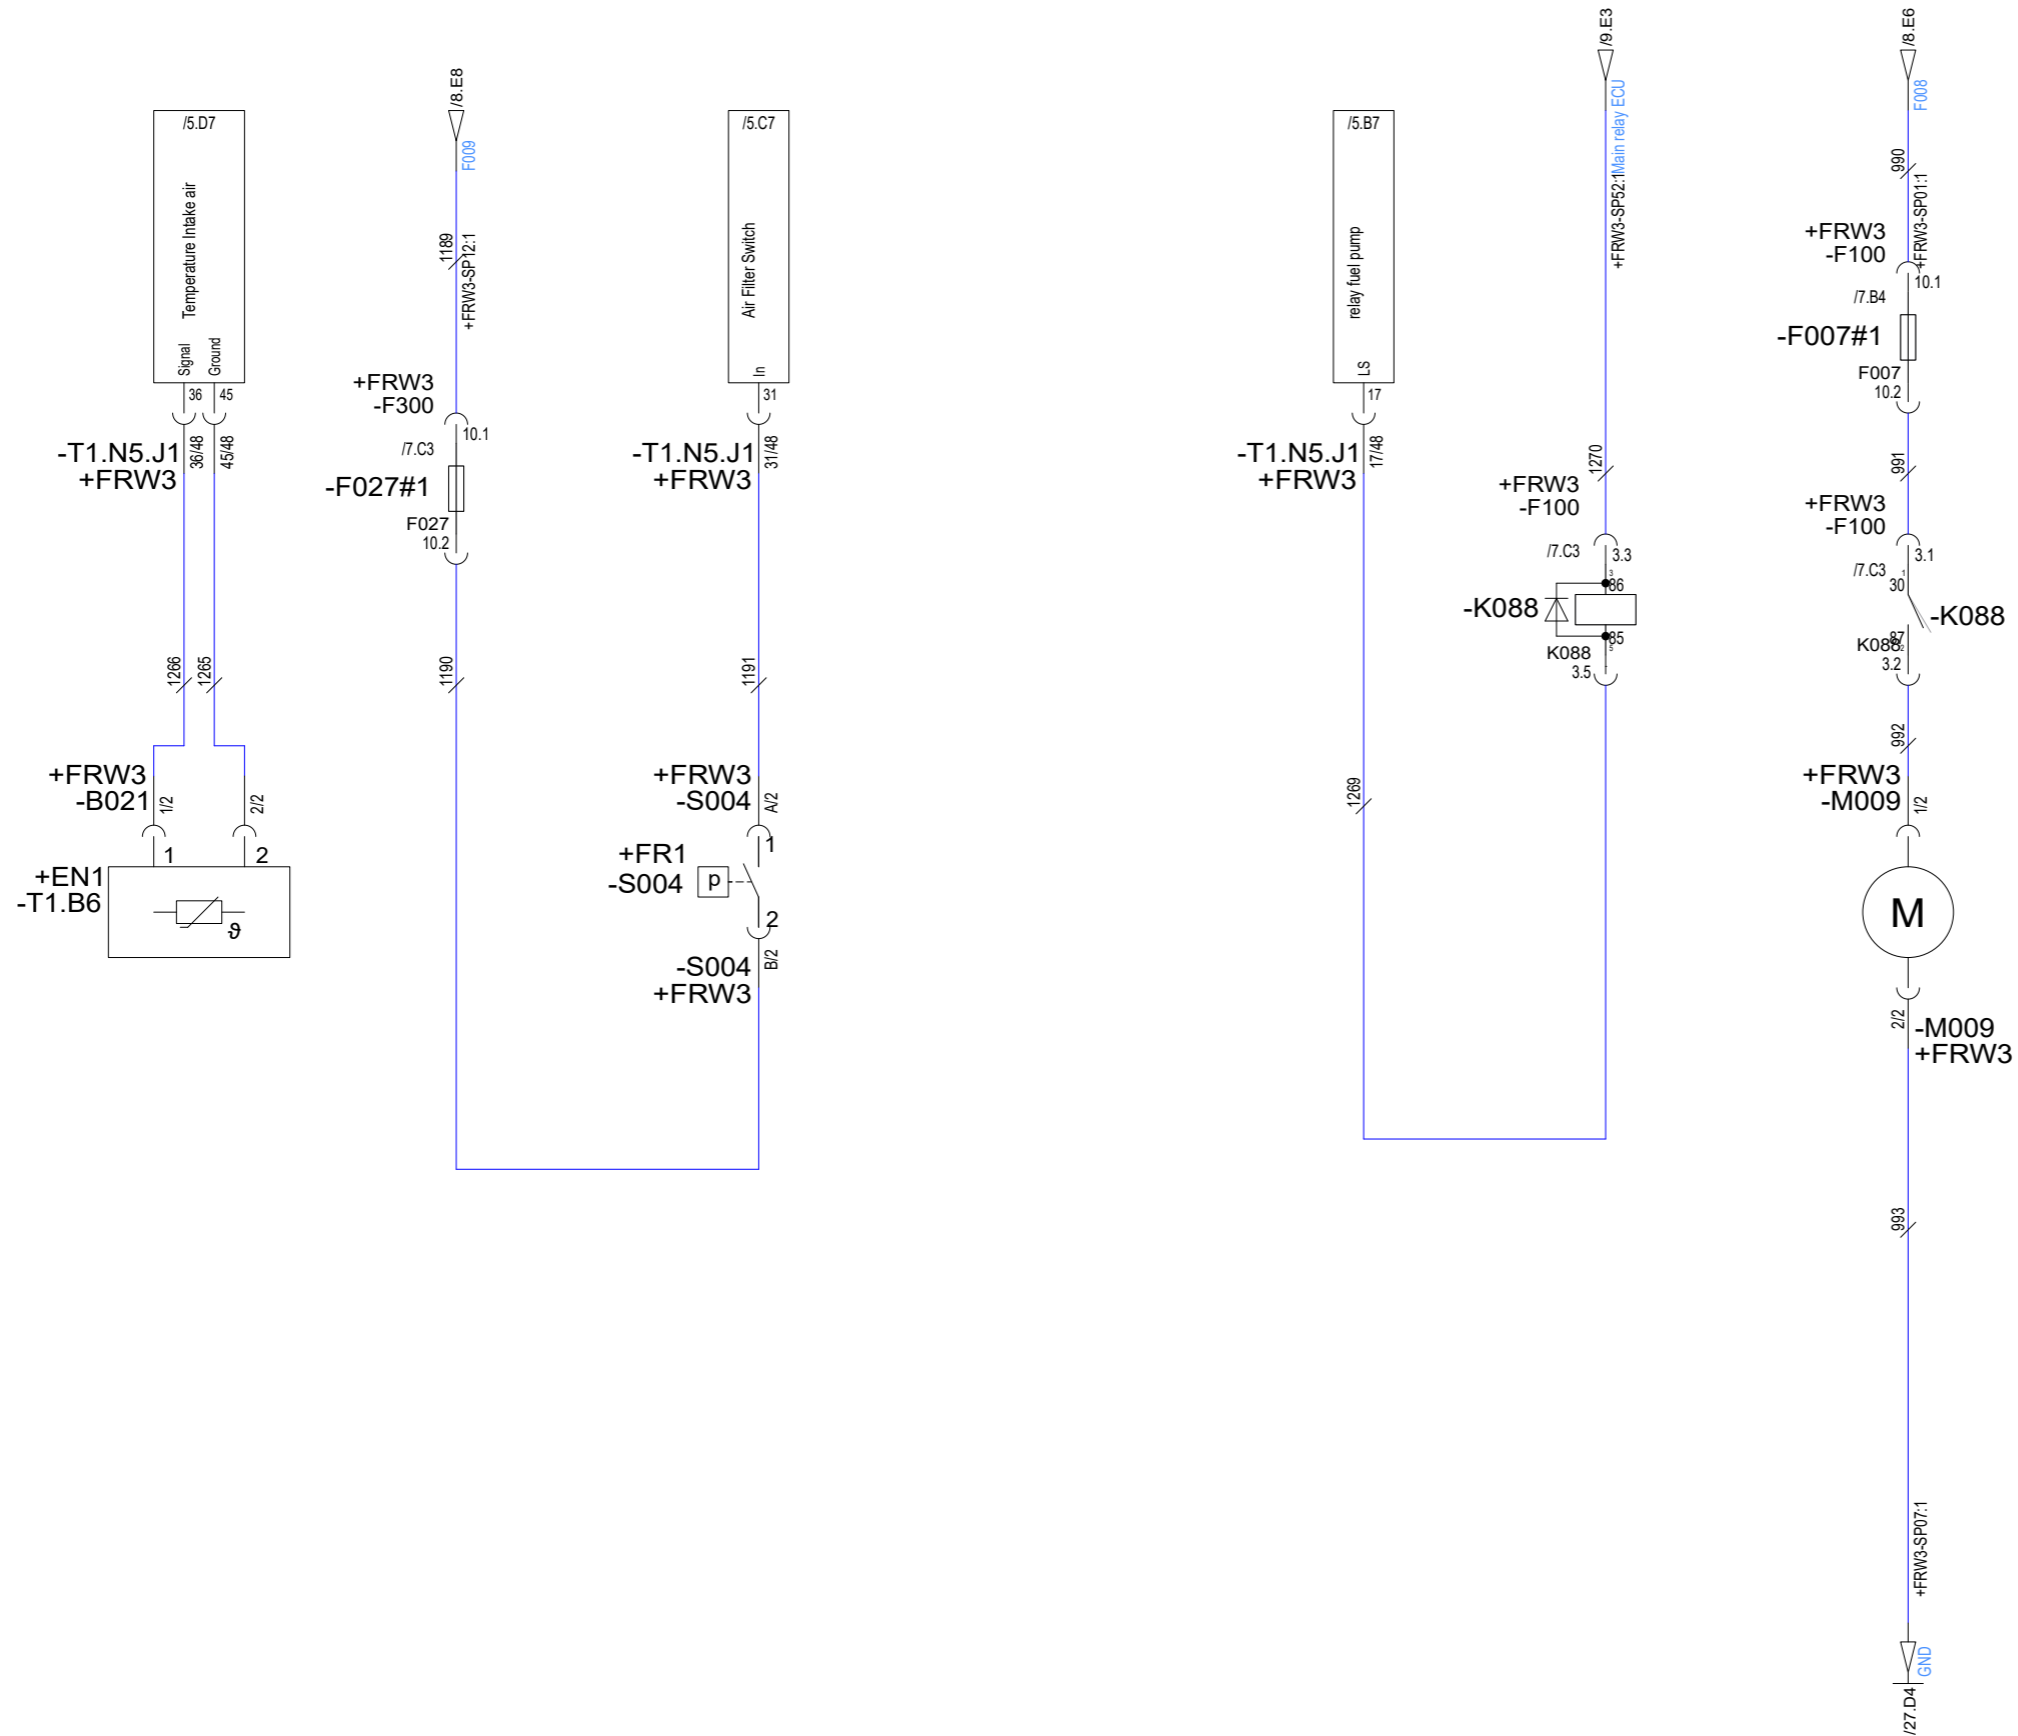 /5.D7
Temperature Intake air
Signal
Ground
36
45
-T1.N5.J1
+FRW3
36/48
45/48
1266
1265
+FRW3
-B021
1/2
2/2
1
2
+EN1
-T1.B6
ϑ
/8.E8
F009
1189
+FRW3-SP12:1
+FRW3
-F300
10.1
/7.C3
-F027#1
F027
10.2
1190
/5.C7
Air Filter Switch
In
31
-T1.N5.J1
+FRW3
31/48
1191
+FRW3
-S004
A/2
1
+FR1
-S004
p
2
-S004
+FRW3
B/2
/5.B7
relay fuel pump
LS
17
-T1.N5.J1
+FRW3
17/48
1269
/9.E3
Main relay ECU
+FRW3-SP52:1
1270
+FRW3
-F100
/7.C3
3.3
3
86
-K088
85
5
K088
3.5
/8.E6
F008
990
+FRW3-SP01:1
+FRW3
-F100
10.1
/7.B4
-F007#1
F007
10.2
991
+FRW3
-F100
3.1
/7.C3
1
30
-K088
87
K088
2
3.2
992
+FRW3
-M009
1/2
M
2/2
-M009
+FRW3
993
+FRW3-SP07:1
GND
/27.D4